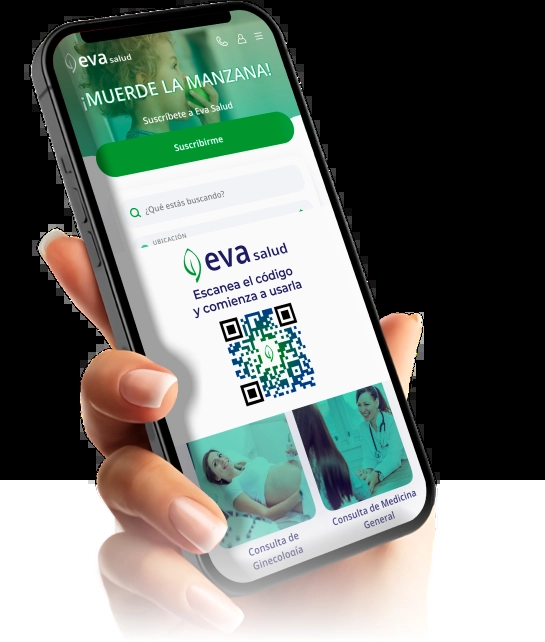 eva salud
¡MUERDE LA MANZANA!
Suscríbete a Eva Salud
Suscribirme
¿Qué estás buscando?
UBICACIÓN
eva salud
Escanea el código
y comienza a usarla
Consulta de
Ginecología
Consulta de Medicina
General